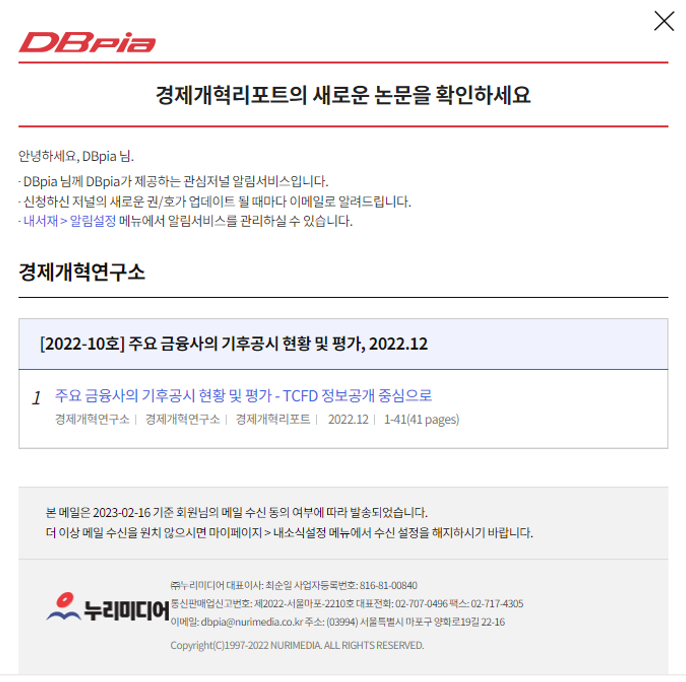 DBpia
경제개혁리포트의 새로운 논문을 확인하세요
안녕하세요, DBpia 님.
· DBpia 님께 DBpia가 제공하는 관심저널 알림서비스입니다.
· 신청하신 저널의 새로운 권/호가 업데이트 될 때마다 이메일로 알려드립니다.
· 내서재 > 알림설정 메뉴에서 알림서비스를 관리하실 수 있습니다.
경제개혁연구소
[2022-10호] 주요 금융사의 기후공시 현황 및 평가, 2022.12
1 주요 금융사의 기후공시 현황 및 평가 - TCFD 정보공개 중심으로
경제개혁연구소 | 경제개혁연구소 | 경제개혁리포트 | 2022.12 | 1-41(41 pages)
본 메일은 2023-02-16 기준 회원님의 메일 수신 동의 여부에 따라 발송되었습니다.
더 이상 메일 수신을 원치 않으시면 마이페이지 > 내소식설정 메뉴에서 수신 설정을 해지하시기 바랍니다.
누리미디어
㈜누리미디어 대표이사: 최순일 사업자등록번호: 816-81-00840
통신판매업신고번호: 제2022-서울마포-2210호 대표전화: 02-707-0496 팩스: 02-717-4305
이메일: dbpia@nurimedia.co.kr 주소: (03994) 서울특별시 마포구 양화로19길 22-16
Copyright(C)1997-2022 NURIMEDIA. ALL RIGHTS RESERVED.